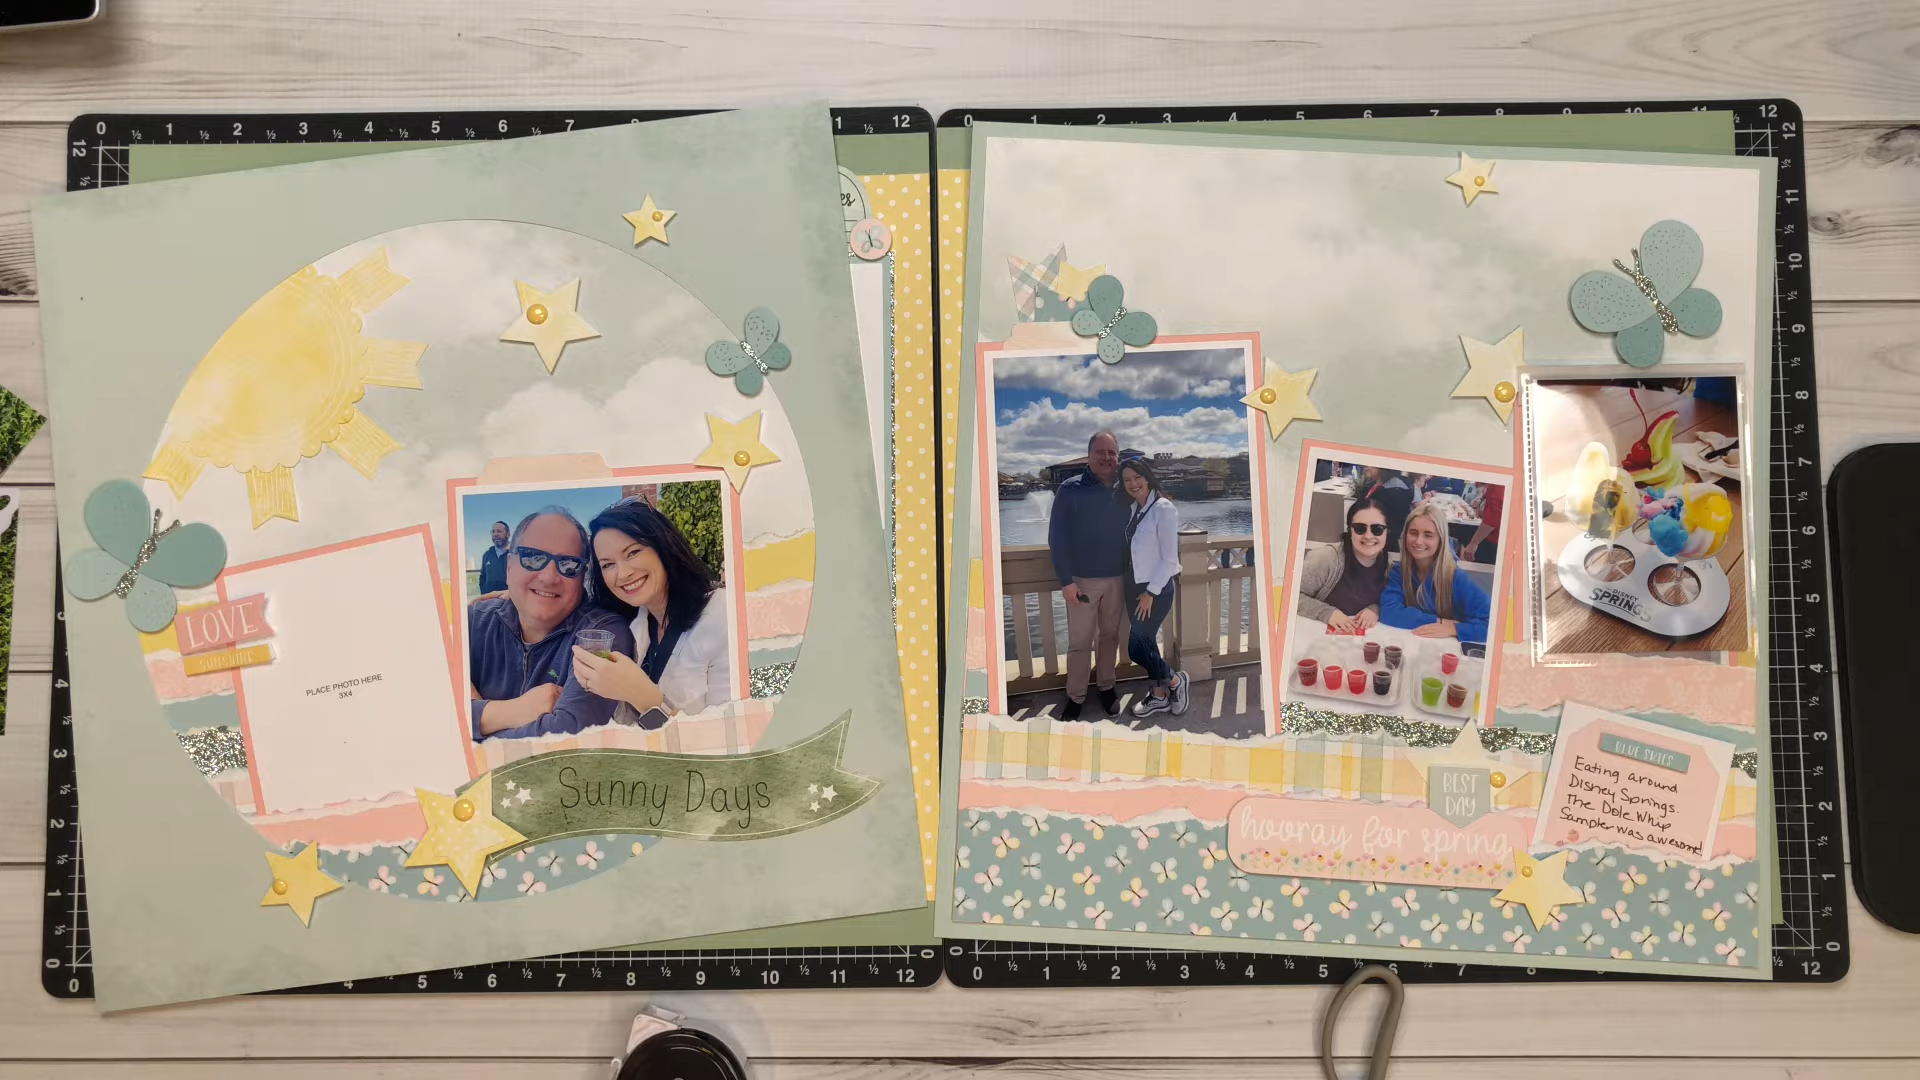 LOVE
SUNSHINE
PLACE PHOTO HERE
3X4
Sunny Days
DISNEY
SPRINGS
BLUE SKIES
Eating around
Disney Springs.
The Dole Whip
Sampler was awesome!
BEST
DAY
hooray for spring